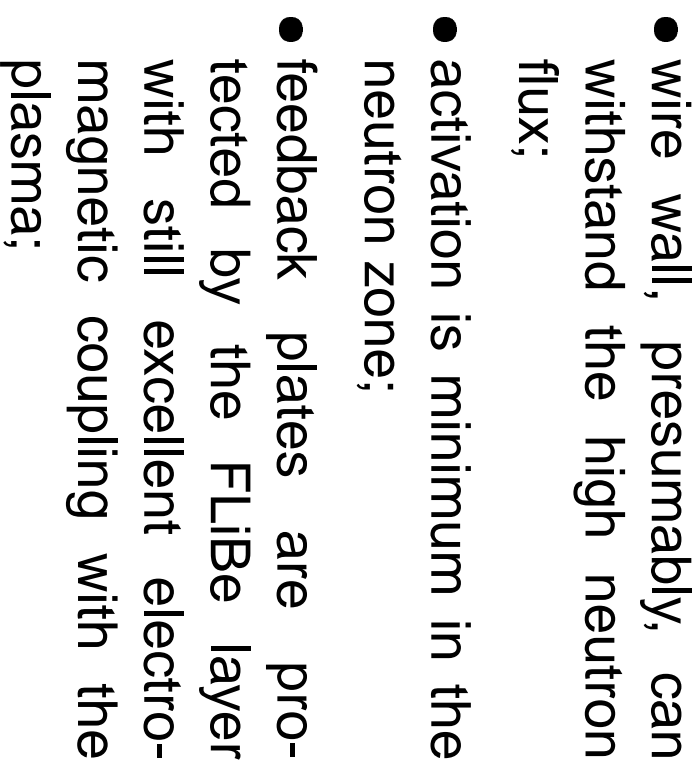 • wire wall, presumably, can
withstand the high neutron
flux;
• activation is minimum in the
neutron zone;
• feedback plates are pro-
tected by the FLiBe layer
with still excellent electro-
magnetic coupling with the
plasma;